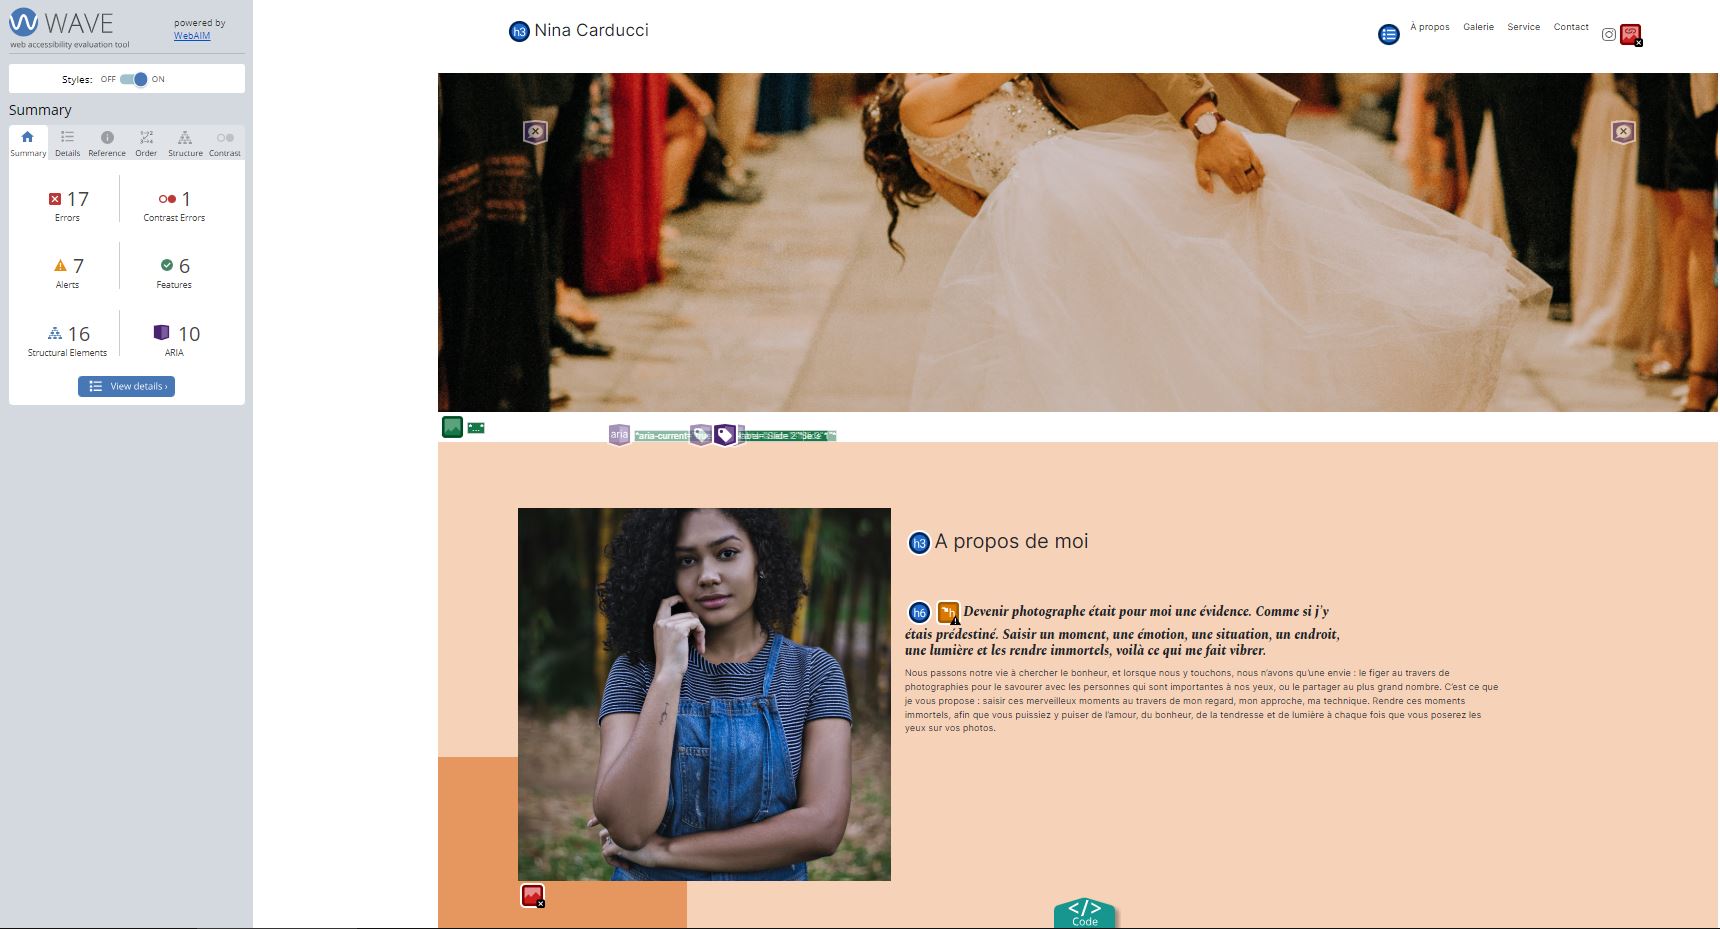 WAVE
web accessibility evaluation tool
powered by
WebAIM
Styles: OFF ON
Summary
Summary Details Reference Order Structure Contrast
17
Errors
1
Contrast Errors
7
Alerts
6
Features
16
Structural Elements
10
ARIA
View details ›
h3 Nina Carducci
À propos Galerie Service Contact
aria *aria-current=
h3 A propos de moi
h6 h Devenir photographe était pour moi une évidence. Comme si j'y
étais prédestiné. Saisir un moment, une émotion, une situation, un endroit,
une lumière et les rendre immortels, voilà ce qui me fait vibrer.
Nous passons notre vie à chercher le bonheur, et lorsque nous y touchons, nous n'avons qu'une envie : le figer au travers de
photographies pour le savourer avec les personnes qui sont importantes à nos yeux, ou le partager au plus grand nombre. C'est ce que
je vous propose : saisir ces merveilleux moments au travers de mon regard, mon approche, ma technique. Rendre ces moments
immortels, afin que vous puissiez y puiser de l'amour, du bonheur, de la tendresse et de lumière à chaque fois que vous poserez les
yeux sur vos photos.
</> Code